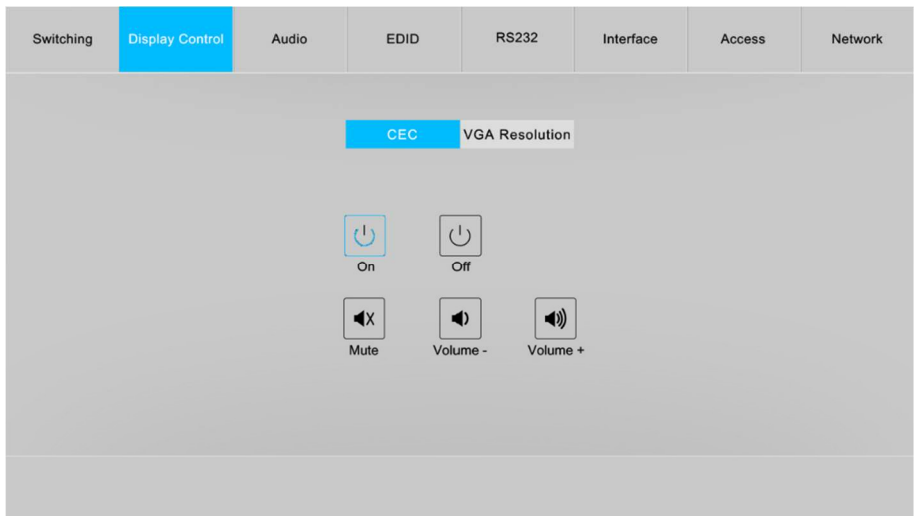 Switching Display Control Audio EDID RS232 Interface Access Network
CEC VGA Resolution
On Off
Mute Volume - Volume +